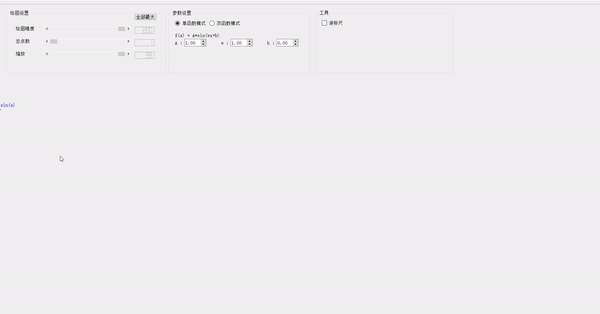 绘图设置
全部最大
绘图精度
总点数
缩放
参数设置
单函数模式 双函数模式
f(a) = A*sin(va+b)
A : 1.00 v : 1.00 b : 0.00
工具
游标尺
sin(a)